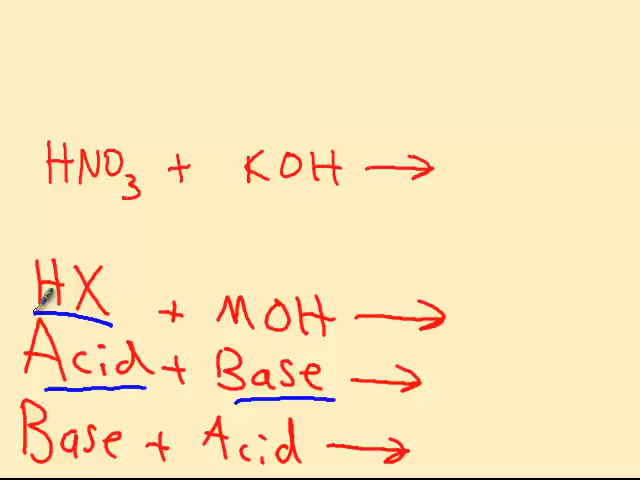 HNO₃ + KOH →
HX + MOH →
Acid + Base →
Base + Acid →